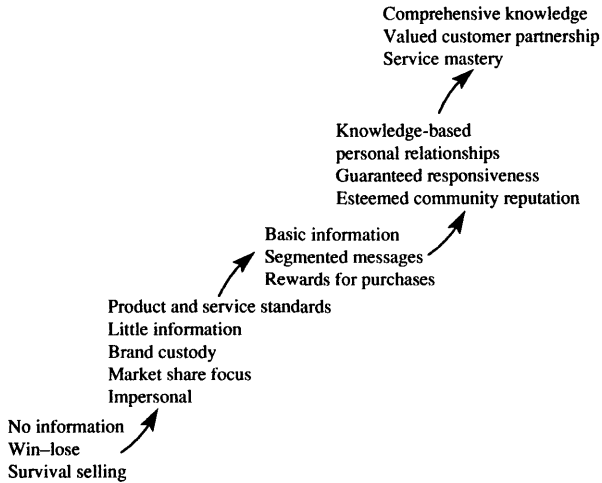 Comprehensive knowledge
Valued customer partnership
Service mastery
Knowledge-based
personal relationships
Guaranteed responsiveness
Esteemed community reputation
Basic information
Segmented messages
Rewards for purchases
Product and service standards
Little information
Brand custody
Market share focus
Impersonal
No information
Win–lose
Survival selling